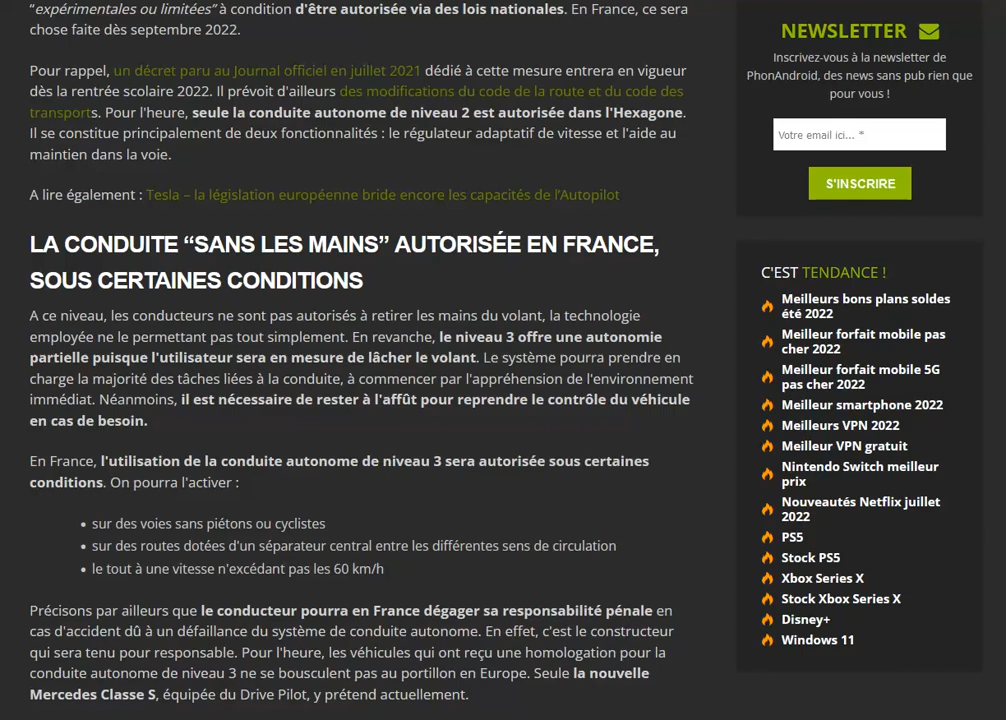 “expérimentales ou limitées” à condition d'être autorisée via des lois nationales. En France, ce sera
chose faite dès septembre 2022.
Pour rappel, un décret paru au Journal officiel en juillet 2021 dédié à cette mesure entrera en vigueur
dès la rentrée scolaire 2022. Il prévoit d'ailleurs des modifications du code de la route et du code des
transports. Pour l'heure, seule la conduite autonome de niveau 2 est autorisée dans l'Hexagone.
Il se constitue principalement de deux fonctionnalités : le régulateur adaptatif de vitesse et l'aide au
maintien dans la voie.
A lire également : Tesla – la législation européenne bride encore les capacités de l’Autopilot
LA CONDUITE “SANS LES MAINS” AUTORISÉE EN FRANCE,
SOUS CERTAINES CONDITIONS
A ce niveau, les conducteurs ne sont pas autorisés à retirer les mains du volant, la technologie
employée ne le permettant pas tout simplement. En revanche, le niveau 3 offre une autonomie
partielle puisque l'utilisateur sera en mesure de lâcher le volant. Le système pourra prendre en
charge la majorité des tâches liées à la conduite, à commencer par l'appréhension de l'environnement
immédiat. Néanmoins, il est nécessaire de rester à l'affût pour reprendre le contrôle du véhicule
en cas de besoin.
En France, l'utilisation de la conduite autonome de niveau 3 sera autorisée sous certaines
conditions. On pourra l'activer :
• sur des voies sans piétons ou cyclistes
• sur des routes dotées d'un séparateur central entre les différentes sens de circulation
• le tout à une vitesse n'excédant pas les 60 km/h
Précisons par ailleurs que le conducteur pourra en France dégager sa responsabilité pénale en
cas d'accident dû à un défaillance du système de conduite autonome. En effet, c'est le constructeur
qui sera tenu pour responsable. Pour l'heure, les véhicules qui ont reçu une homologation pour la
conduite autonome de niveau 3 ne se bousculent pas au portillon en Europe. Seule la nouvelle
Mercedes Classe S, équipée du Drive Pilot, y prétend actuellement.
NEWSLETTER
Inscrivez-vous à la newsletter de
PhonAndroid, des news sans pub rien que
pour vous !
Votre email ici... *
S'INSCRIRE
C'EST TENDANCE !
Meilleurs bons plans soldes
été 2022
Meilleur forfait mobile pas
cher 2022
Meilleur forfait mobile 5G
pas cher 2022
Meilleur smartphone 2022
Meilleurs VPN 2022
Meilleur VPN gratuit
Nintendo Switch meilleur
prix
Nouveautés Netflix juillet
2022
PS5
Stock PS5
Xbox Series X
Stock Xbox Series X
Disney+
Windows 11